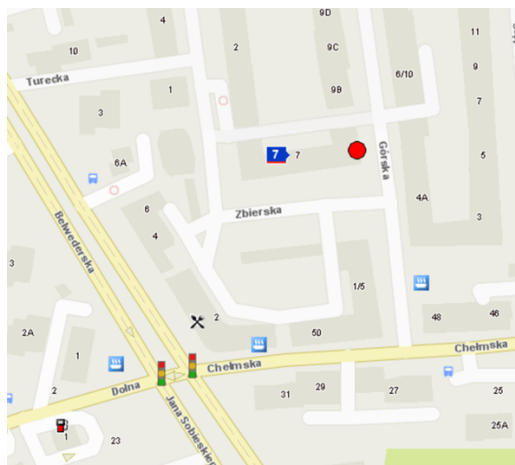 9D
4
11
10
2
9C
9
Turecka
1
9B
6/10
7
3
7
7
Górska
5
6A
4A
6
Zbierska
3
4
Belwederska
3
1/5
2
48
46
2A
50
1
Chełmska
Chełmska
Dolna
2
31
29
27
25
Jana Sobieskie
1
23
25A